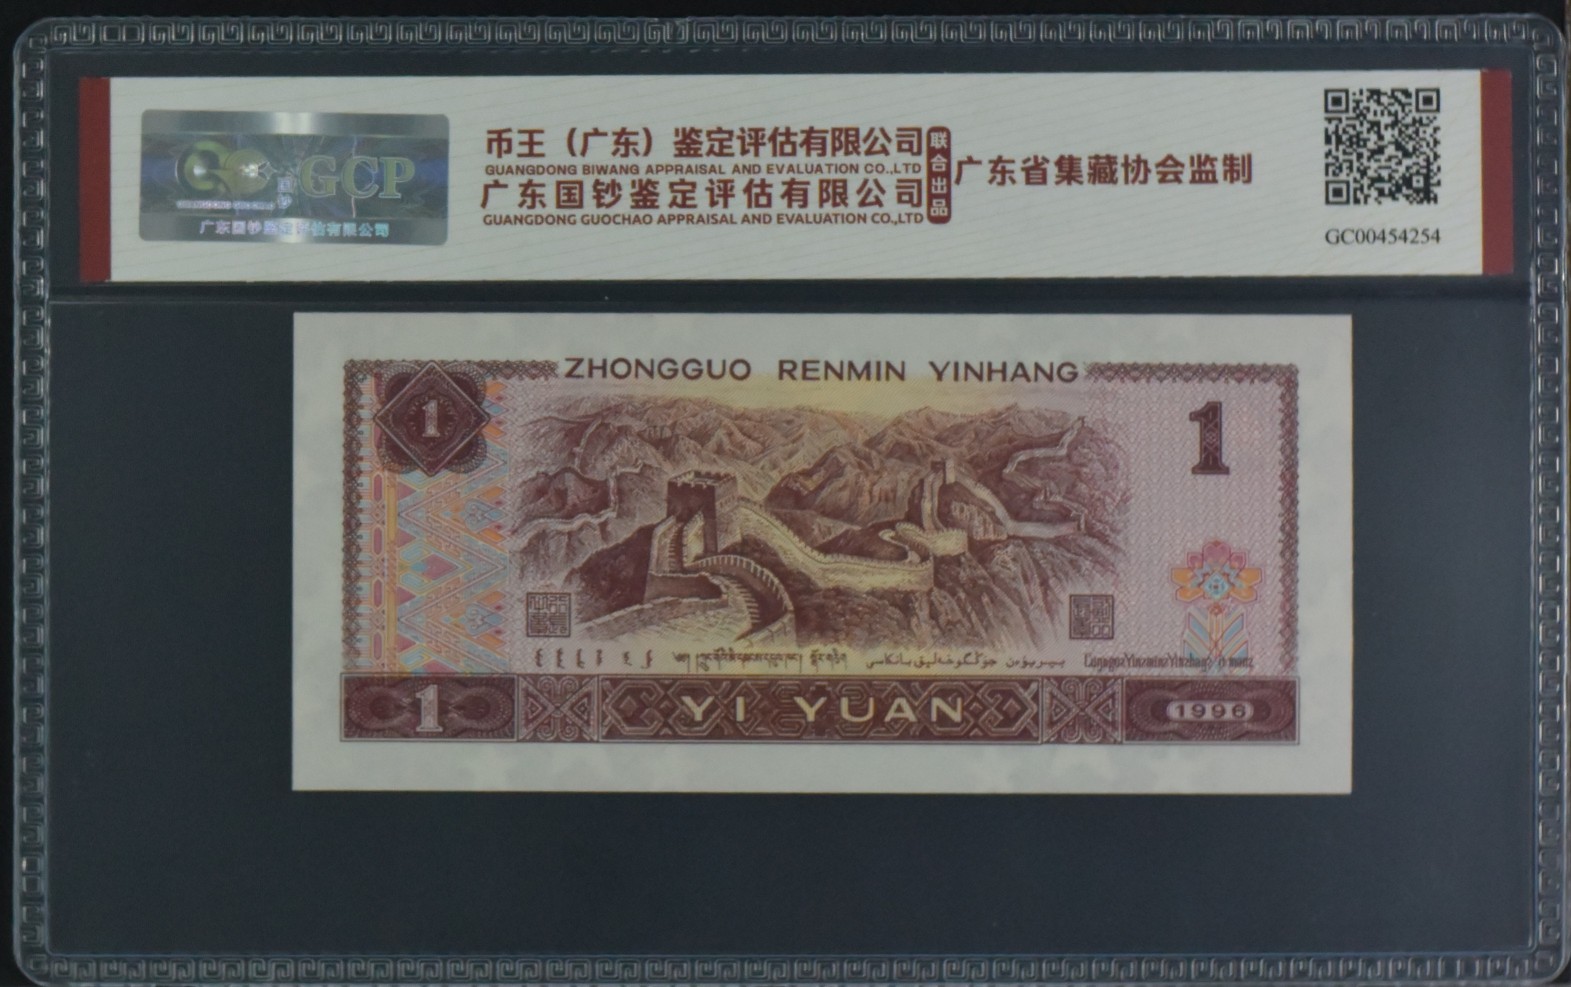 币王（广东）鉴定评估有限公司
GUANGDONG BIWANG APPRAISAL AND EVALUATION CO.,LTD
广东国钞鉴定评估有限公司
GUANGDONG GUOCHAO APPRAISAL AND EVALUATION CO.,LTD
联合出品
广东省集藏协会监制
GCP
广东国钞鉴定评估有限公司
GC00454254
ZHONGGUO RENMIN YINHANG
1
1
1
YI YUAN
1996